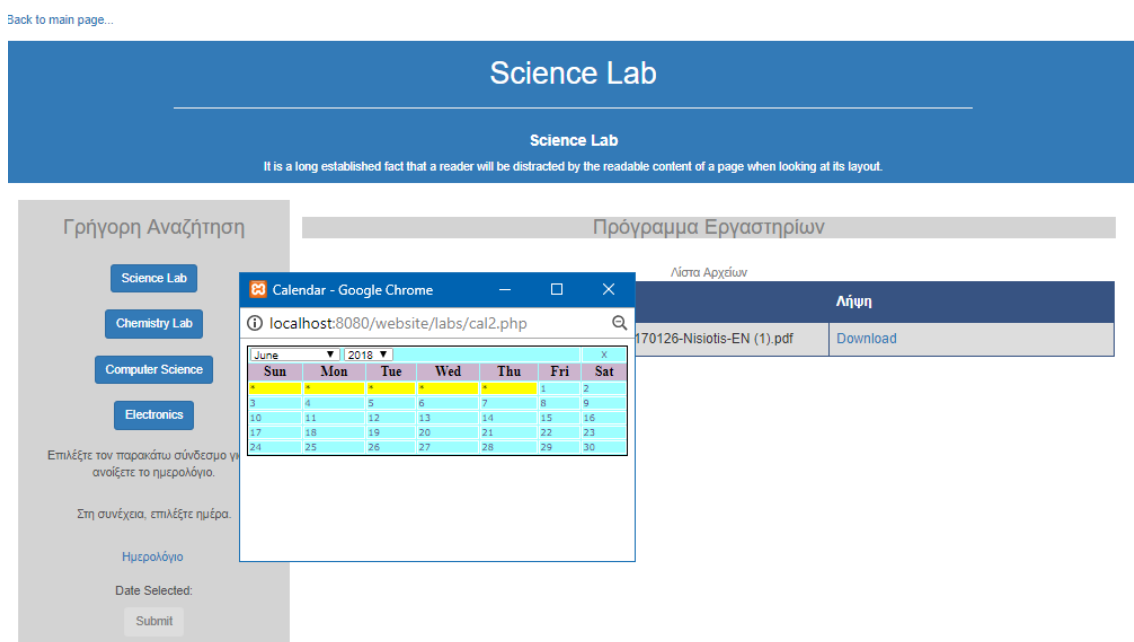 Back to main page...
Science Lab
Science Lab
It is a long established fact that a reader will be distracted by the readable content of a page when looking at its layout.
Γρήγορη Αναζήτηση
Science Lab
Chemistry Lab
Computer Science
Electronics
Επιλέξτε τον παρακάτω σύνδεσμο
ανοίξετε το ημερολόγιο.
Στη συνέχεια, επιλέξτε ημέρα.
Ημερολόγιο
Date Selected:
Submit
Πρόγραμμα Εργαστηρίων
Λίστα Αρχείων
Λήψη
170126-Nisiotis-EN (1).pdf Download
Calendar - Google Chrome
localhost:8080/website/labs/cal2.php
June 2018 X
Sun Mon Tue Wed Thu Fri Sat
* * * * * 1 2
3 4 5 6 7 8 9
10 11 12 13 14 15 16
17 18 19 20 21 22 23
24 25 26 27 28 29 30